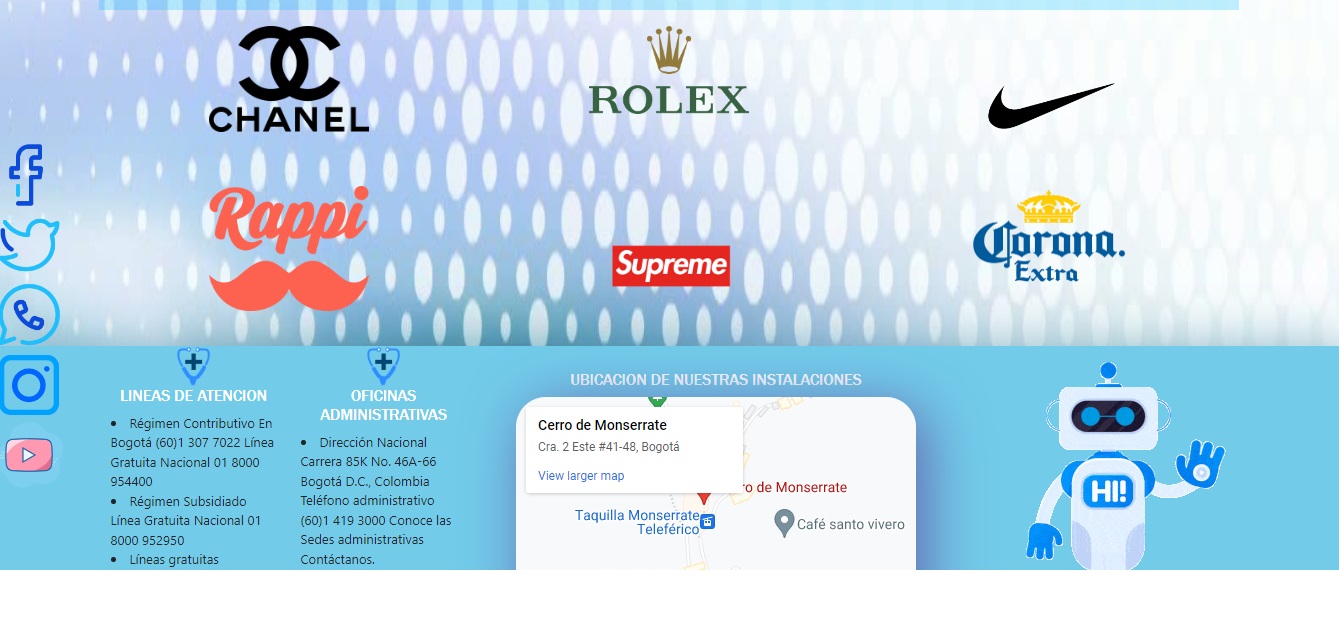 CHANEL
ROLEX
Rappi
Supreme
Corona.
Extra
LINEAS DE ATENCION
• Régimen Contributivo En
Bogotá (60)1 307 7022 Línea
Gratuita Nacional 01 8000
954400
• Régimen Subsidiado
Línea Gratuita Nacional 01
8000 952950
• Líneas gratuitas
OFICINAS
ADMINISTRATIVAS
• Dirección Nacional
Carrera 85K No. 46A-66
Bogotá D.C., Colombia
Teléfono administrativo
(60)1 419 3000 Conoce las
Sedes administrativas
Contáctanos.
UBICACION DE NUESTRAS INSTALACIONES
Cerro de Monserrate
Cra. 2 Este #41-48, Bogotá
View larger map
ro de Monserrate
Taquilla Monserrate
Teleférico
Café santo vivero
HI!